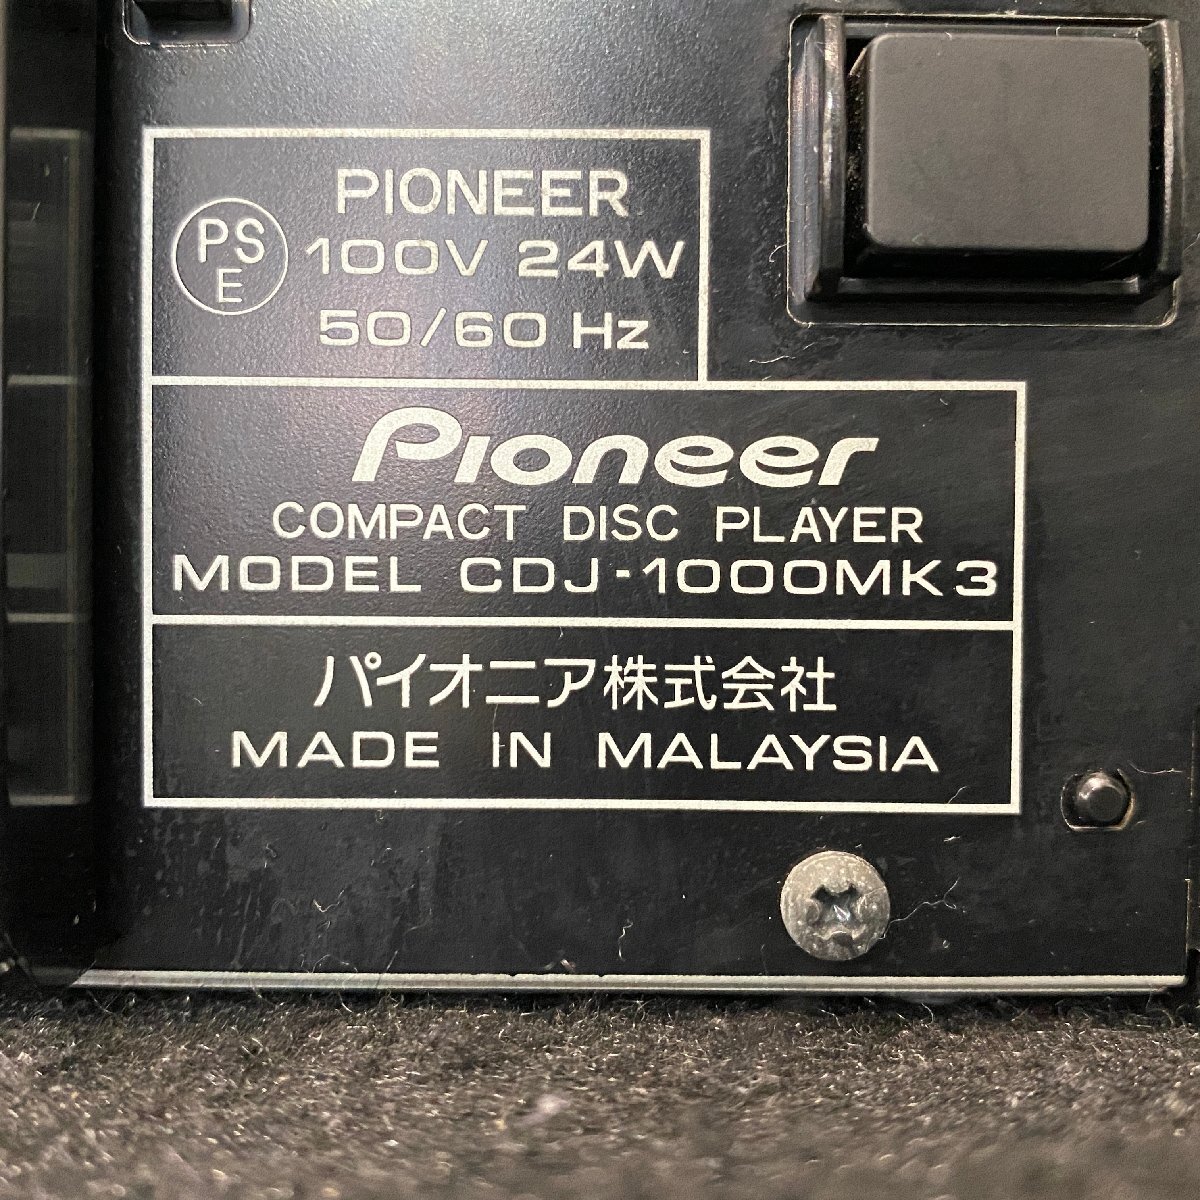 PIONEER
PS E 100V 24W
50/60 Hz
Pioneer
COMPACT DISC PLAYER
MODEL CDJ-1000MK3
パイオニア株式会社
MADE IN MALAYSIA